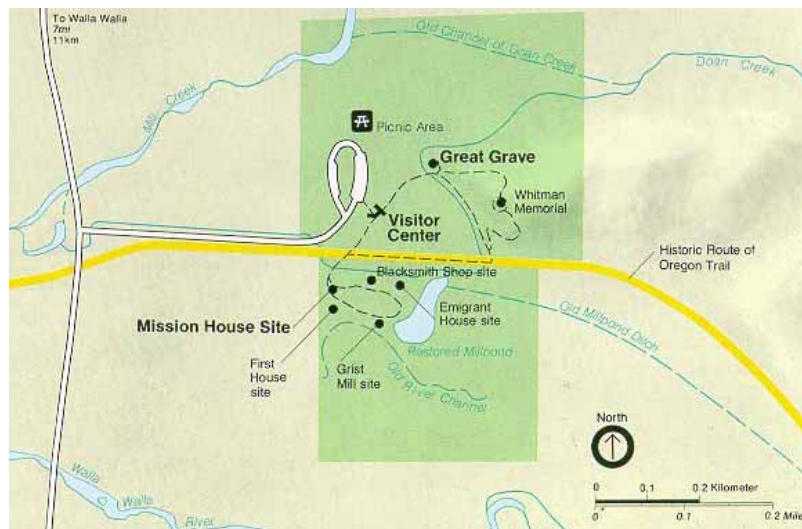 To Walla Walla
7mi
11km
Old Channel of Doan Creek
Doan Creek
Mill Creek
Picnic Area
Great Grave
Whitman
Memorial
Visitor
Center
Historic Route of
Oregon Trail
Blacksmith Shop site
Emigrant
House site
Mission House Site
Old Millpond Ditch
First
House
site
Grist
Mill site
Restored Millpond
Old River Channel
North
0 0.1 0.2 Kilometer
0 0.1 0.2 Mile
Walla
Walla
River